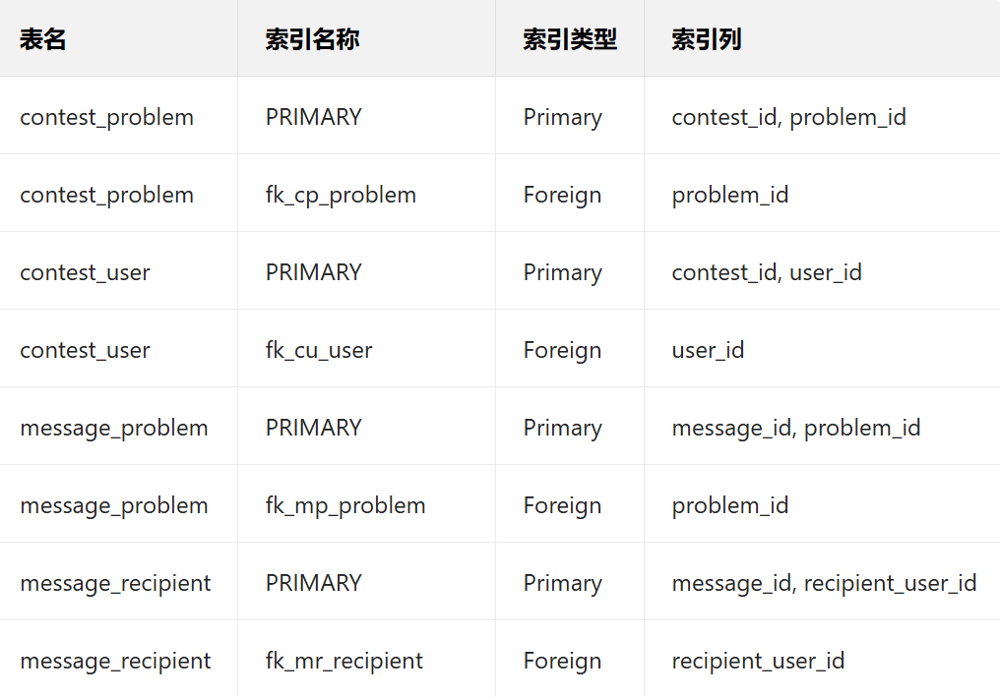 表名 索引名称 索引类型 索引列
contest_problem PRIMARY Primary contest_id, problem_id
contest_problem fk_cp_problem Foreign problem_id
contest_user PRIMARY Primary contest_id, user_id
contest_user fk_cu_user Foreign user_id
message_problem PRIMARY Primary message_id, problem_id
message_problem fk_mp_problem Foreign problem_id
message_recipient PRIMARY Primary message_id, recipient_user_id
message_recipient fk_mr_recipient Foreign recipient_user_id